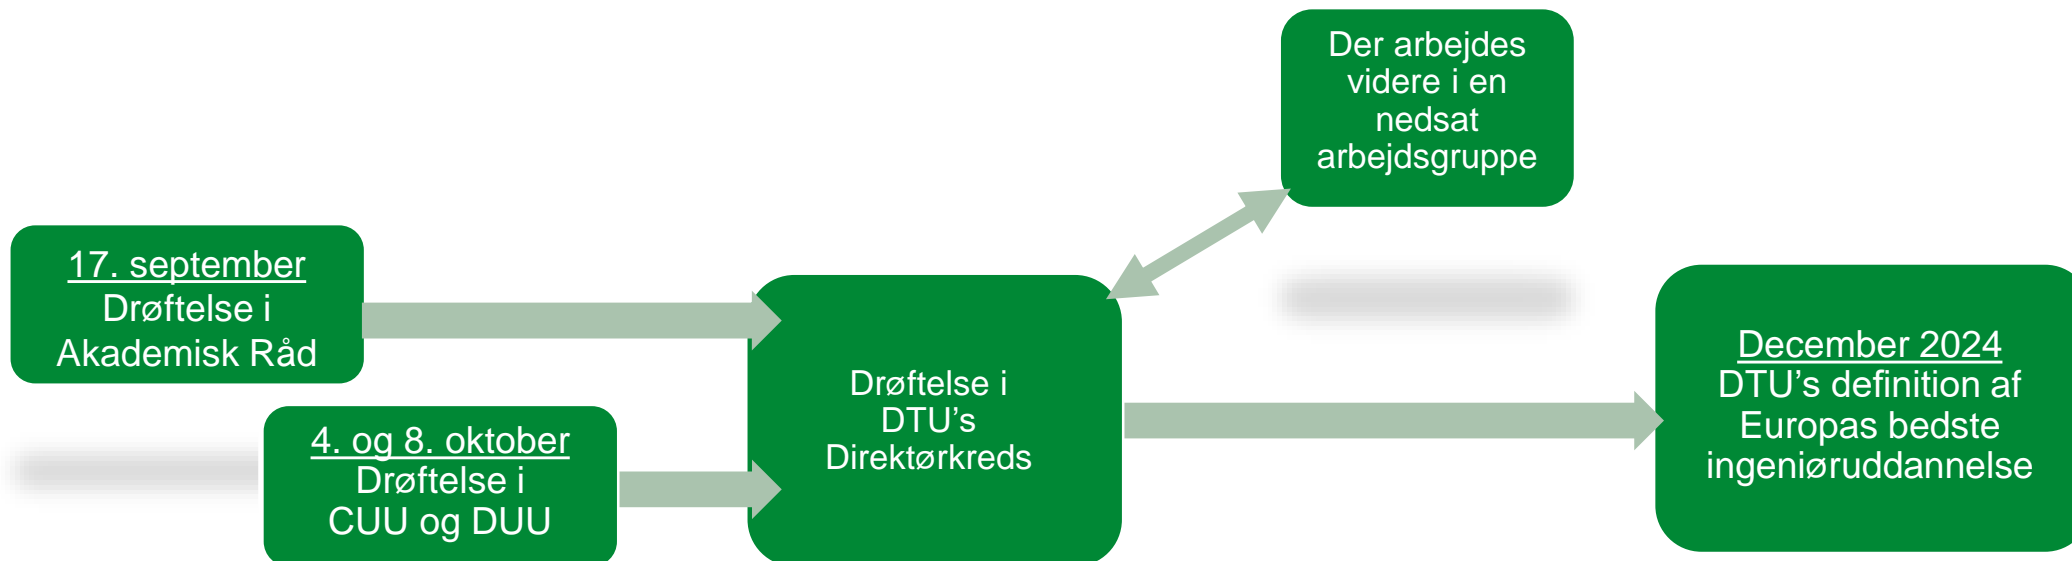 Der arbejdes
videre i en
nedsat
arbejdsgruppe
17. september
Drøftelse i
Akademisk Råd
4. og 8. oktober
Drøftelse i
CUU og DUU
Drøftelse i
DTU's
Direktørkreds
December 2024
DTU's definition af
Europas bedste
ingeniøruddannelse